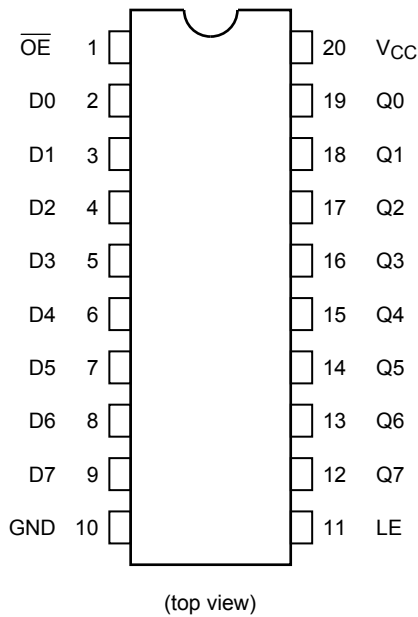 O̅E̅ 1 20 VCC
D0 2 19 Q0
D1 3 18 Q1
D2 4 17 Q2
D3 5 16 Q3
D4 6 15 Q4
D5 7 14 Q5
D6 8 13 Q6
D7 9 12 Q7
GND 10 11 LE
(top view)